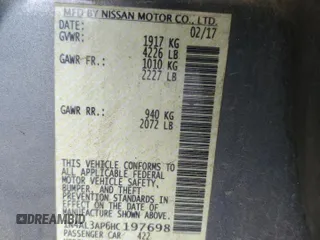 MFD BY NISSAN MOTOR CO., LTD.
DATE: 02/17
GVWR: 1917 KG
4226 LB
GAWR FR.: 1010 KG
2227 LB
GAWR RR.: 940 KG
2072 LB
THIS VEHICLE CONFORMS TO
ALL APPLICABLE FEDERAL
MOTOR VEHICLE SAFETY,
BUMPER, AND THEFT
PREVENTION STANDARDS
IN EFFECT ON THE DATE OF
MANUFACTURE SHOWN ABOVE.
1N4AL3AP6HC197698
PASSENGER CAR 422